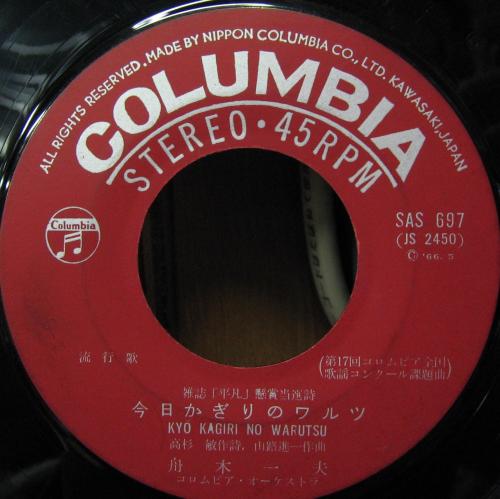 ALL RIGHTS RESERVED. MADE BY NIPPON COLUMBIA CO., LTD. KAWASAKI, JAPAN
COLUMBIA
STEREO・45RPM
SAS 697
(JS 2450)
© '66. 5
Columbia
流行歌
(第17回コロムビア全国
歌謡コンクール課題曲)
雑誌「平凡」懸賞当選詩
今日かぎりのワルツ
KYŌ KAGIRI NO WARUTSU
高杉 敏作詩, 山路進一作曲
舟木一夫
コロムビア・オーケストラ